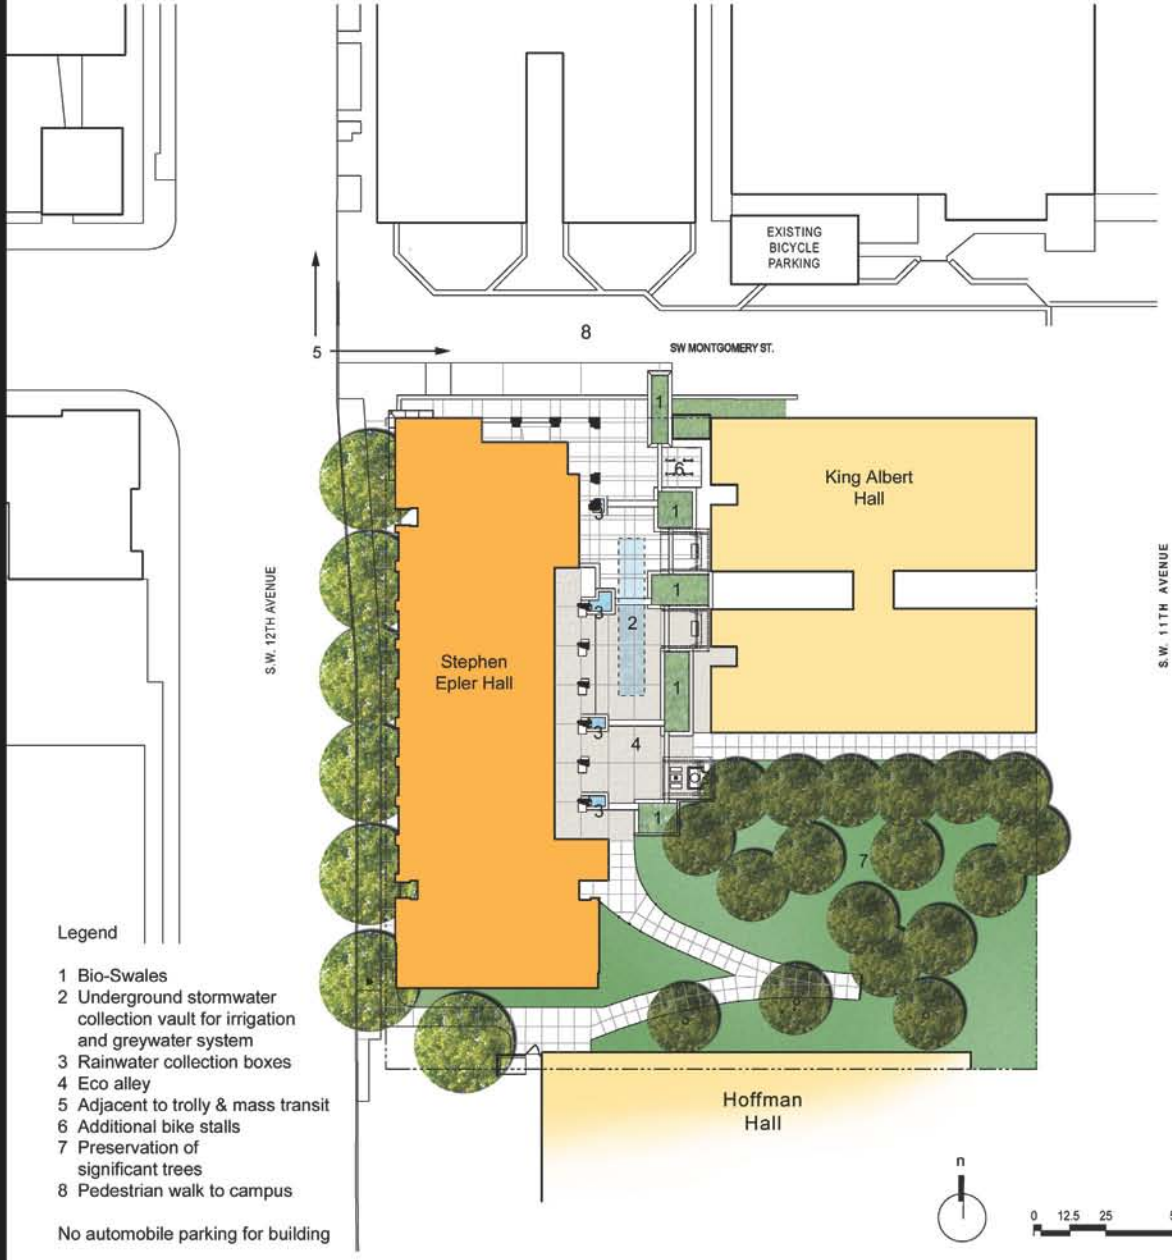 EXISTING
BICYCLE
PARKING
8
SW MONTGOMERY ST.
5
1
King Albert
Hall
6
3
1
S.W. 12TH AVENUE
S.W. 11TH AVENUE
1
3
2
Stephen
Epler Hall
1
3
4
3
1
7
Legend
1 Bio-Swales
2 Underground stormwater
collection vault for irrigation
and greywater system
3 Rainwater collection boxes
4 Eco alley
5 Adjacent to trolly & mass transit
6 Additional bike stalls
7 Preservation of
significant trees
8 Pedestrian walk to campus
No automobile parking for building
Hoffman
Hall
n
0 12.5 25